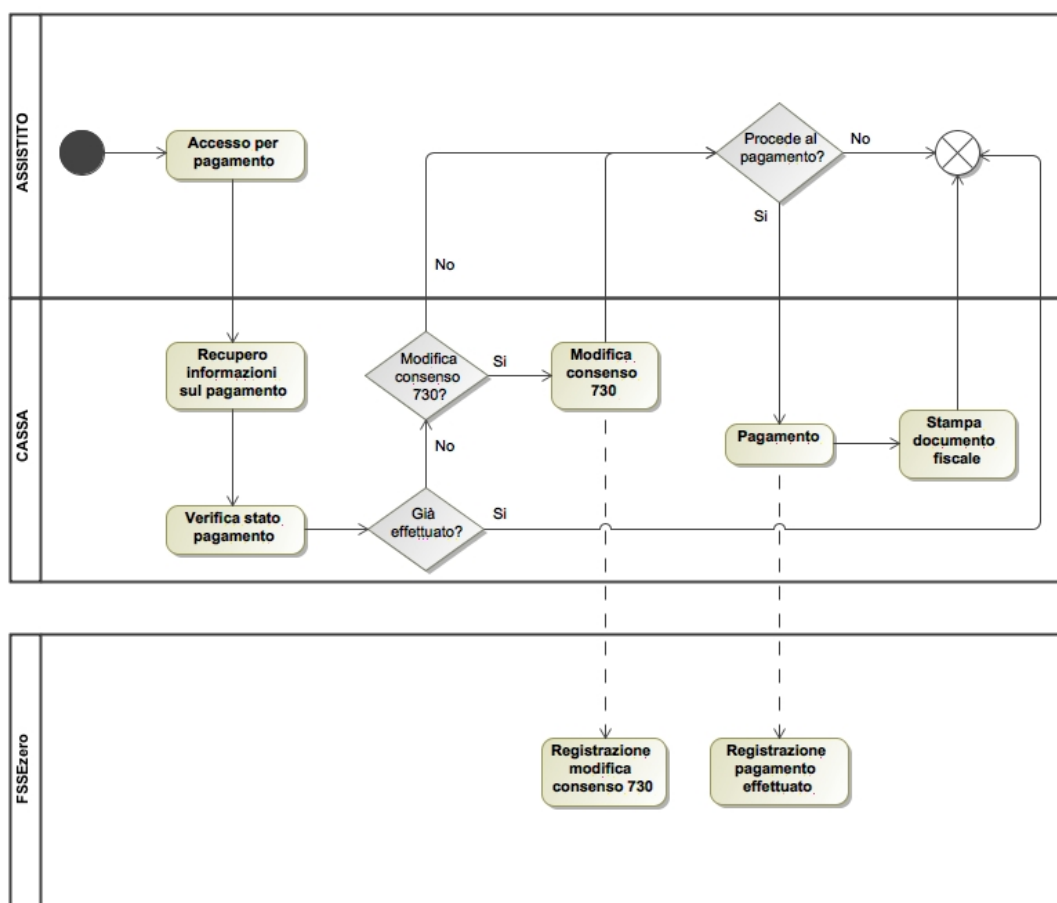 ASSISTITO
Accesso per
pagamento
Procede al
pagamento?
No
Si
No
CASSA
Recupero
informazioni
sul pagamento
Modifica
consenso
730?
Si
Modifica
consenso
730
No
Pagamento
Stampa
documento
fiscale
Verifica stato
pagamento
Già
effettuato?
Si
FSSEzero
Registrazione
modifica
consenso 730
Registrazione
pagamento
effettuato